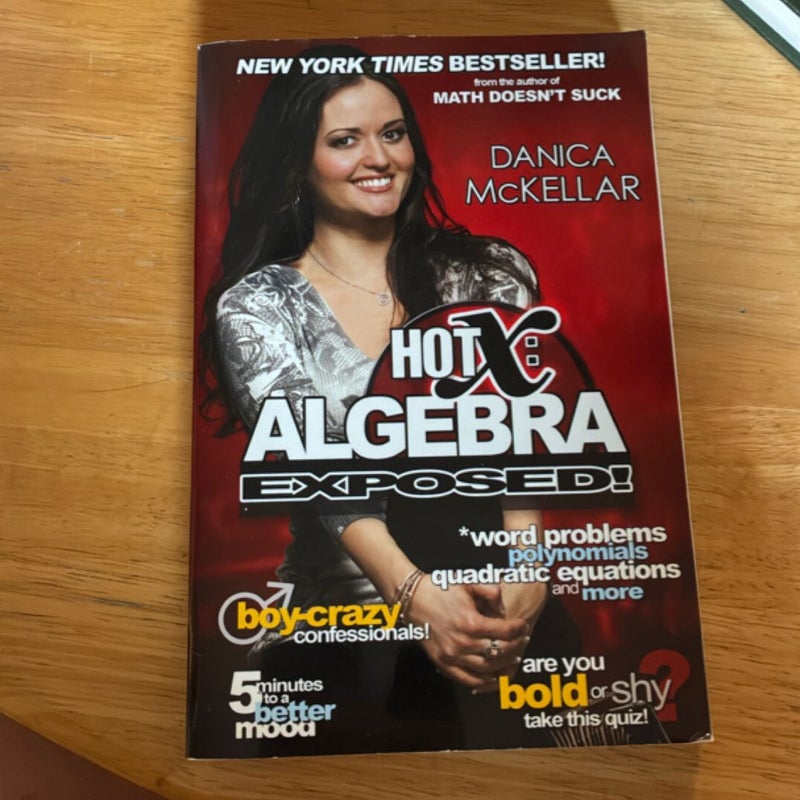 NEW YORK TIMES BESTSELLER!
from the author of
MATH DOESN'T SUCK
DANICA
McKELLAR
HOT X:
ALGEBRA
EXPOSED!
*word problems
polynomials
quadratic equations
and more
boy-crazy
confessionals!
5 minutes
to a
better
mood
are you
bold or shy?
take this quiz!